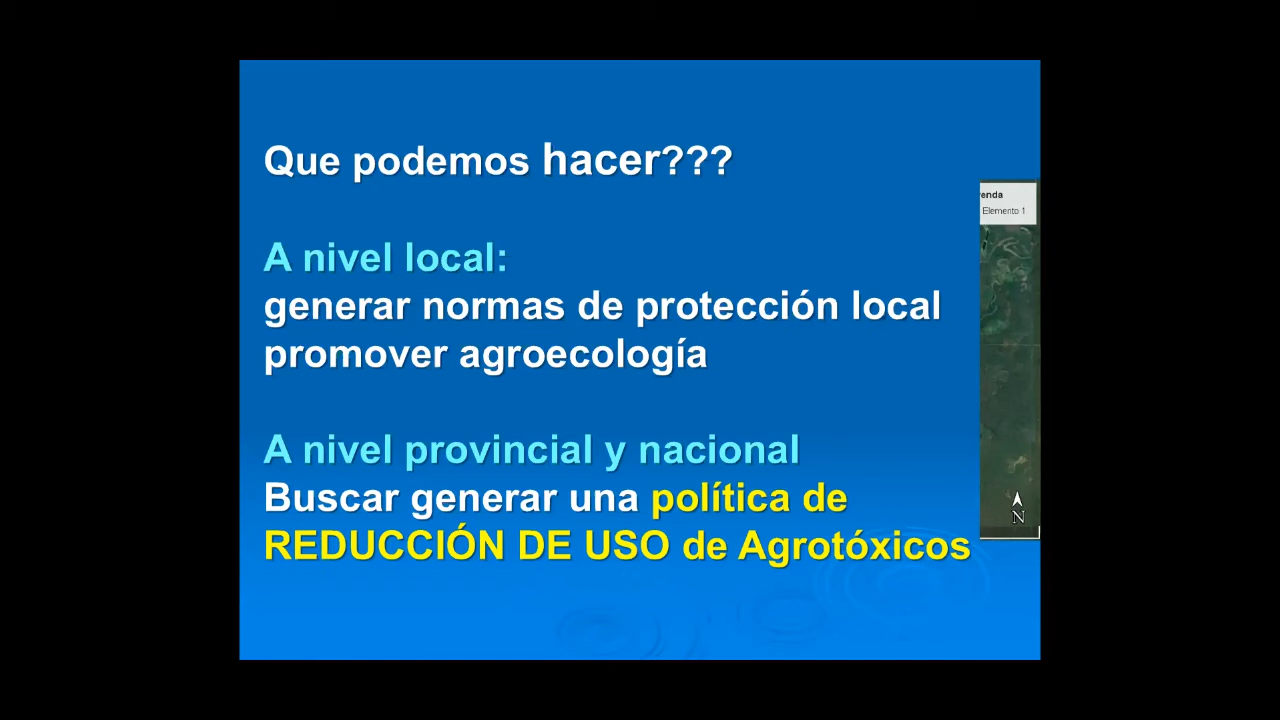 Que podemos hacer???
A nivel local:
generar normas de protección local
promover agroecología
A nivel provincial y nacional
Buscar generar una política de
REDUCCIÓN DE USO de Agrotóxicos
enda
Elemento 1
N